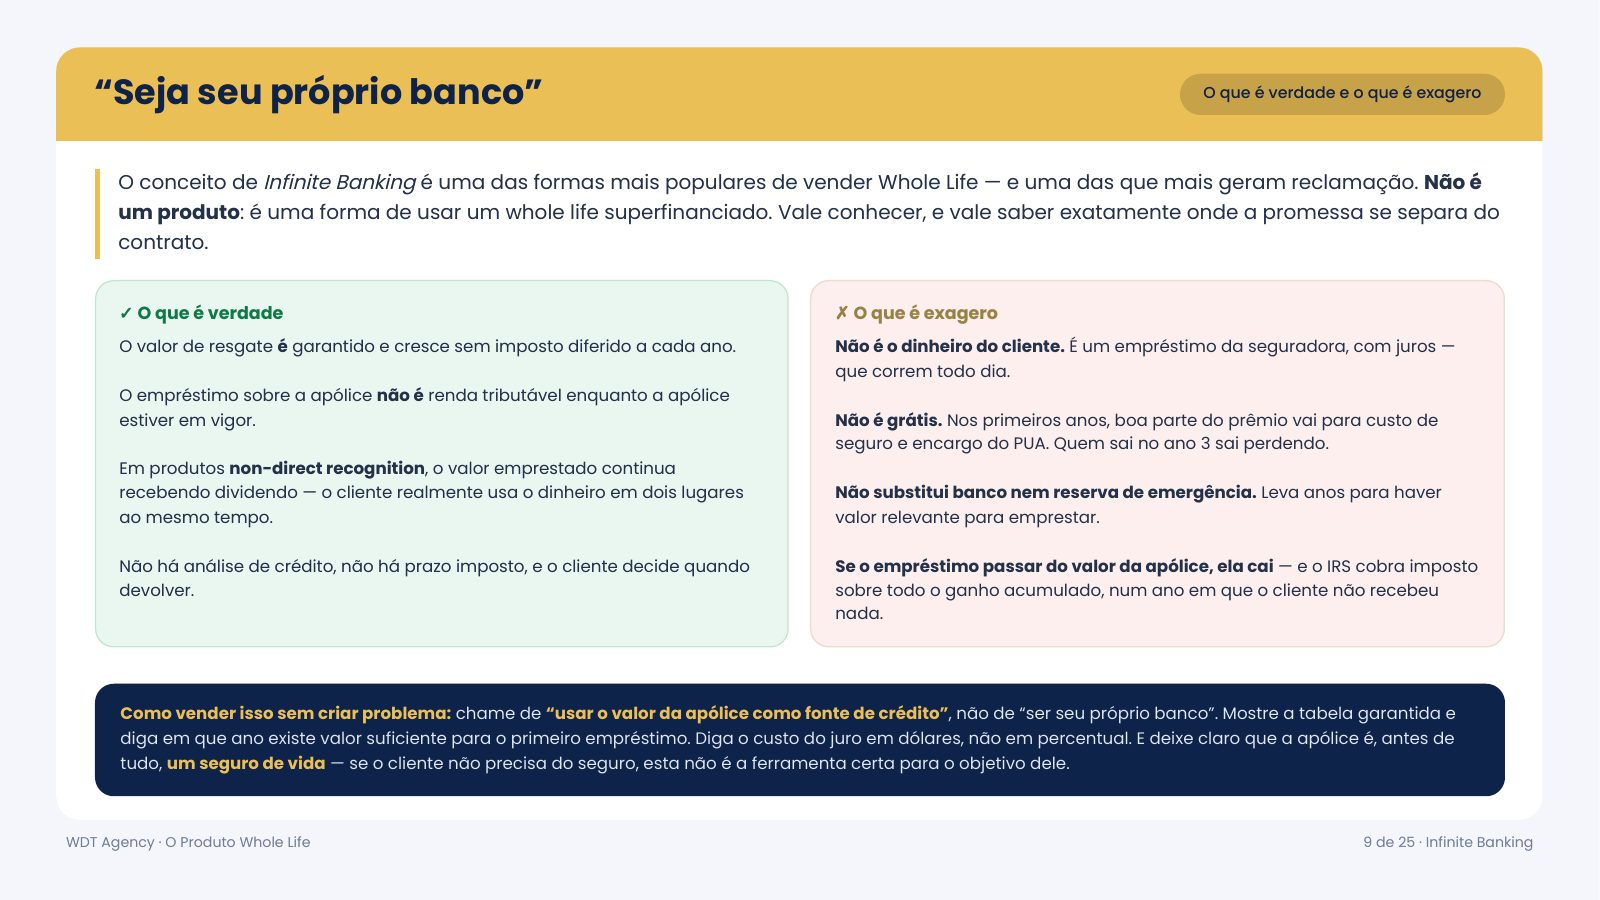 “Seja seu próprio banco”
O que é verdade e o que é exagero
O conceito de Infinite Banking é uma das formas mais populares de vender Whole Life — e uma das que mais geram reclamação. Não é
um produto: é uma forma de usar um whole life superfinanciado. Vale conhecer, e vale saber exatamente onde a promessa se separa do
contrato.
✓ O que é verdade
O valor de resgate é garantido e cresce sem imposto diferido a cada ano.
O empréstimo sobre a apólice não é renda tributável enquanto a apólice
estiver em vigor.
Em produtos non-direct recognition, o valor emprestado continua
recebendo dividendo — o cliente realmente usa o dinheiro em dois lugares
ao mesmo tempo.
Não há análise de crédito, não há prazo imposto, e o cliente decide quando
devolver.
✗ O que é exagero
Não é o dinheiro do cliente. É um empréstimo da seguradora, com juros —
que correm todo dia.
Não é grátis. Nos primeiros anos, boa parte do prêmio vai para custo de
seguro e encargo do PUA. Quem sai no ano 3 sai perdendo.
Não substitui banco nem reserva de emergência. Leva anos para haver
valor relevante para emprestar.
Se o empréstimo passar do valor da apólice, ela cai — e o IRS cobra imposto
sobre todo o ganho acumulado, num ano em que o cliente não recebeu
nada.
Como vender isso sem criar problema: chame de “usar o valor da apólice como fonte de crédito”, não de “ser seu próprio banco”. Mostre a tabela garantida e
diga em que ano existe valor suficiente para o primeiro empréstimo. Diga o custo do juro em dólares, não em percentual. E deixe claro que a apólice é, antes de
tudo, um seguro de vida — se o cliente não precisa do seguro, esta não é a ferramenta certa para o objetivo dele.
WDT Agency · O Produto Whole Life
9 de 25 · Infinite Banking